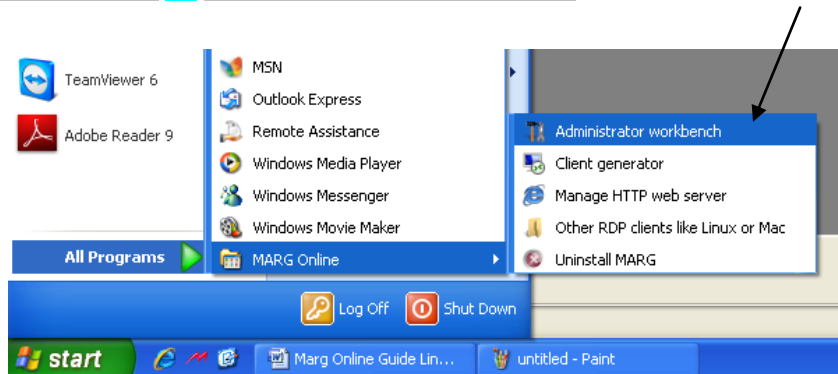 TeamViewer 6
Adobe Reader 9
All Programs
MSN
Outlook Express
Remote Assistance
Windows Media Player
Windows Messenger
Windows Movie Maker
MARG Online
Administrator workbench
Client generator
Manage HTTP web server
Other RDP clients like Linux or Mac
Uninstall MARG
Log Off Shut Down
start Marg Online Guide Lin... untitled - Paint